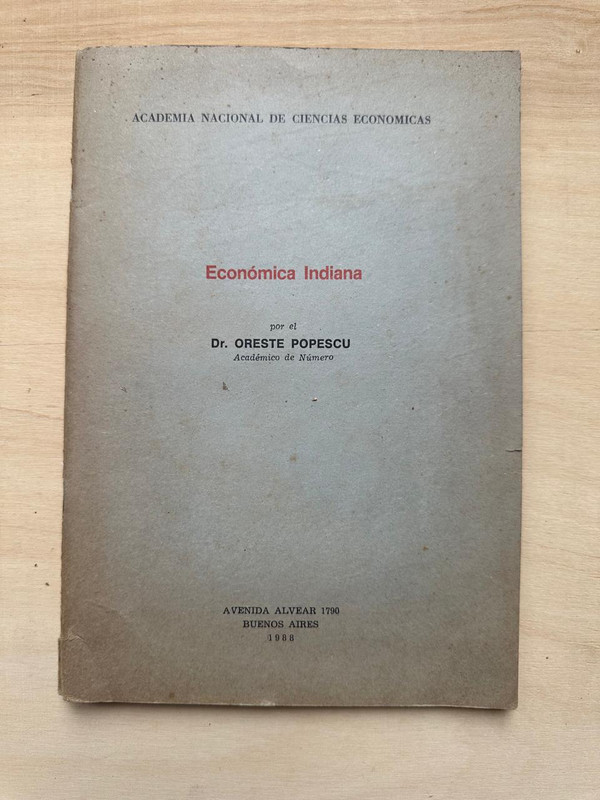 ACADEMIA NACIONAL DE CIENCIAS ECONOMICAS
Económica Indiana
por el
Dr. ORESTE POPESCU
Académico de Número
AVENIDA ALVEAR 1790
BUENOS AIRES
1988